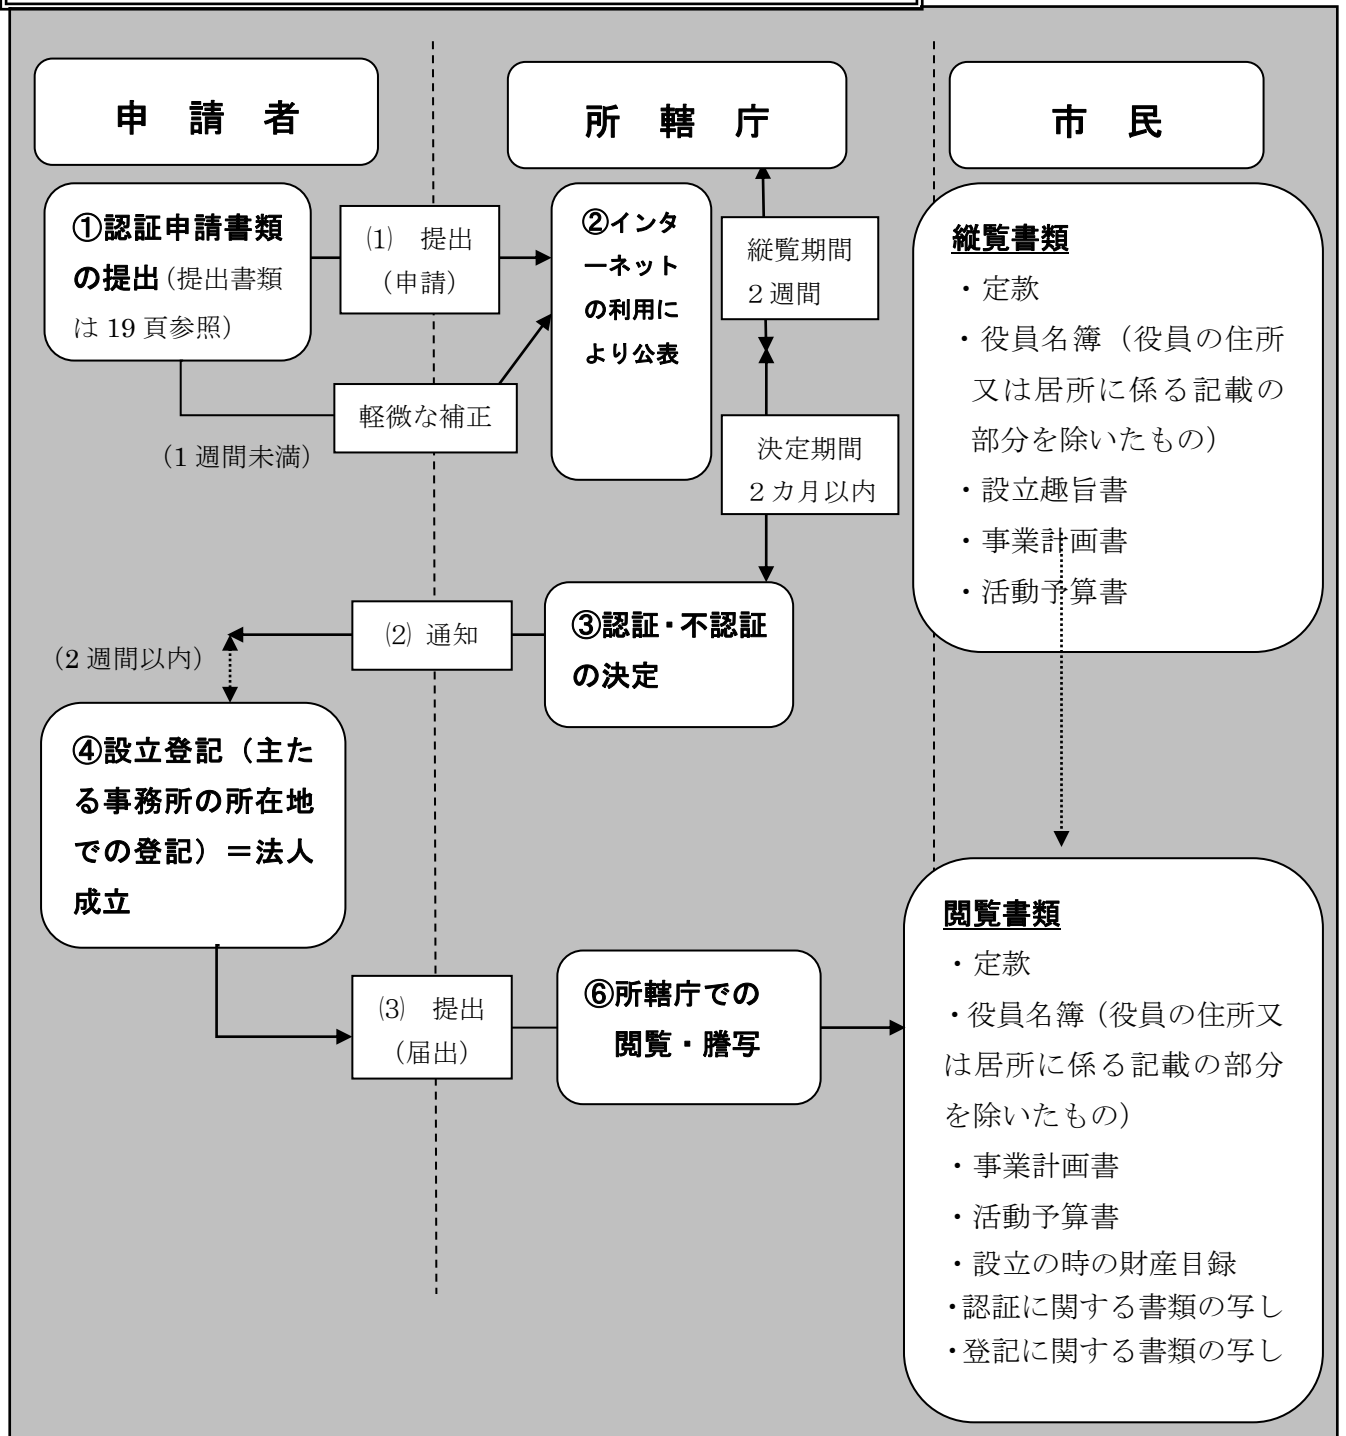 申 請 者
所 轄 庁
市 民
①認証申請書類
の提出(提出書類
は 19 頁参照)
⑴ 提出
(申請)
軽微な補正
(1 週間未満)
②インタ
ーネット
の利用に
より公表
縦覧期間
2週間
決定期間
2カ月以内
縦覧書類
・定款
・役員名簿(役員の住所
又は居所に係る記載の
部分を除いたもの)
・設立趣旨書
・事業計画書
・活動予算書
③認証・不認証
の決定
⑵ 通知
(2 週間以内)
④設立登記(主た
る事務所の所在地
での登記)=法人
成立
⑶ 提出
(届出)
⑥所轄庁での
閲覧・謄写
閲覧書類
・定款
・役員名簿(役員の住所又
は居所に係る記載の部分
を除いたもの)
・事業計画書
・活動予算書
・設立の時の財産目録
・認証に関する書類の写し
・登記に関する書類の写し